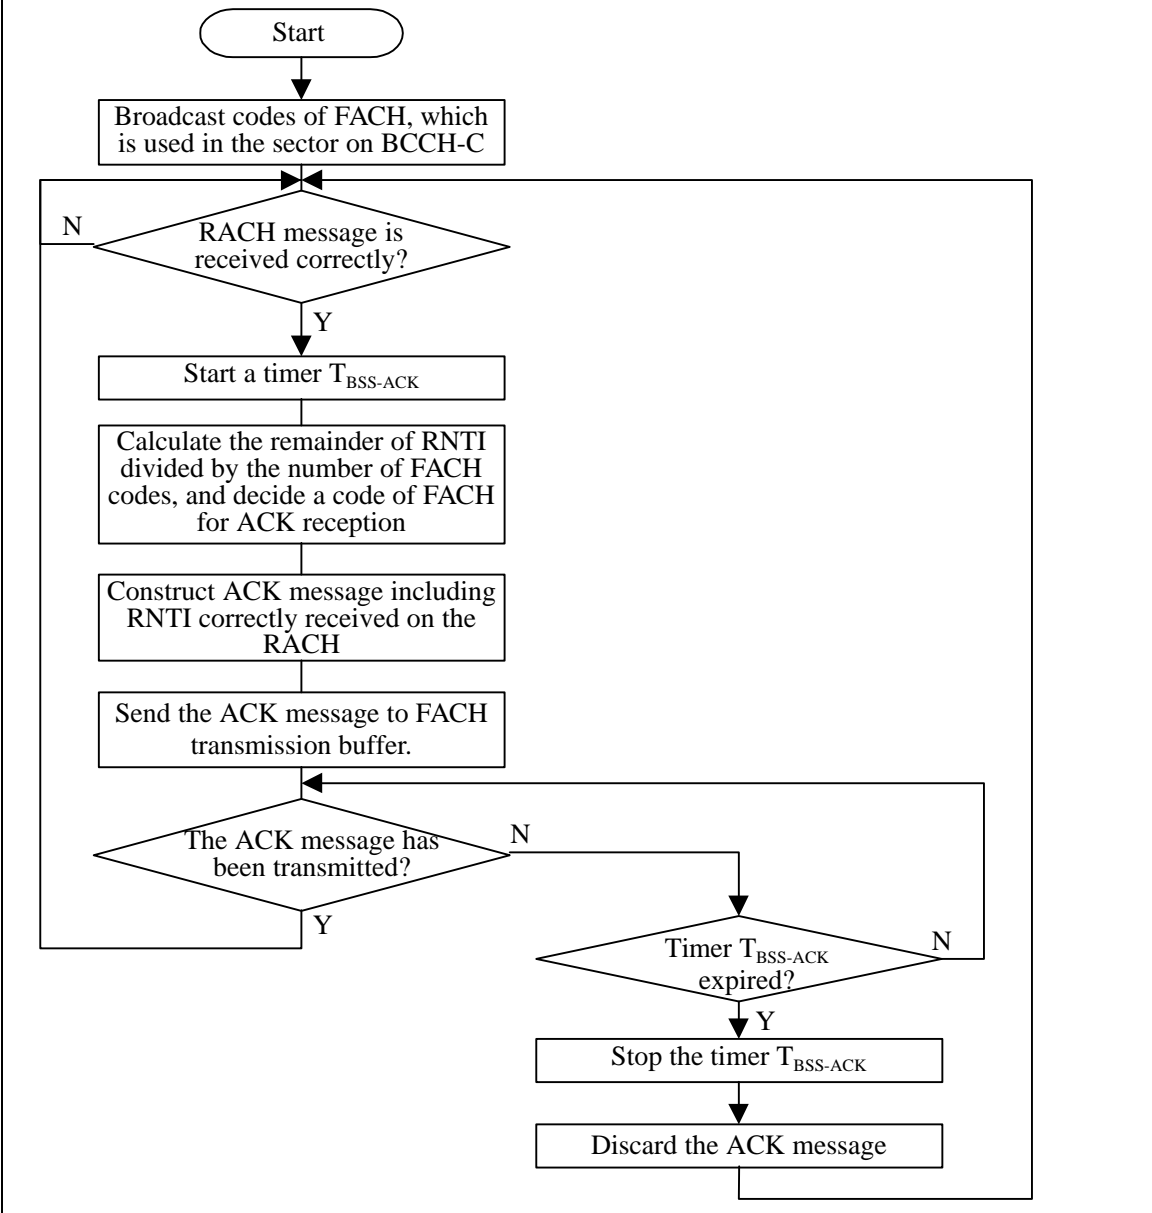 Start
Broadcast codes of FACH, which
is used in the sector on BCCH-C
N
RACH message is
received correctly?
Y
Start a timer TBSS-ACK
Calculate the remainder of RNTI
divided by the number of FACH
codes, and decide a code of FACH
for ACK reception
Construct ACK message including
RNTI correctly received on the
RACH
Send the ACK message to FACH
transmission buffer.
The ACK message has
been transmitted?
N
Y
Timer TBSS-ACK
expired?
N
Y
Stop the timer TBSS-ACK
Discard the ACK message